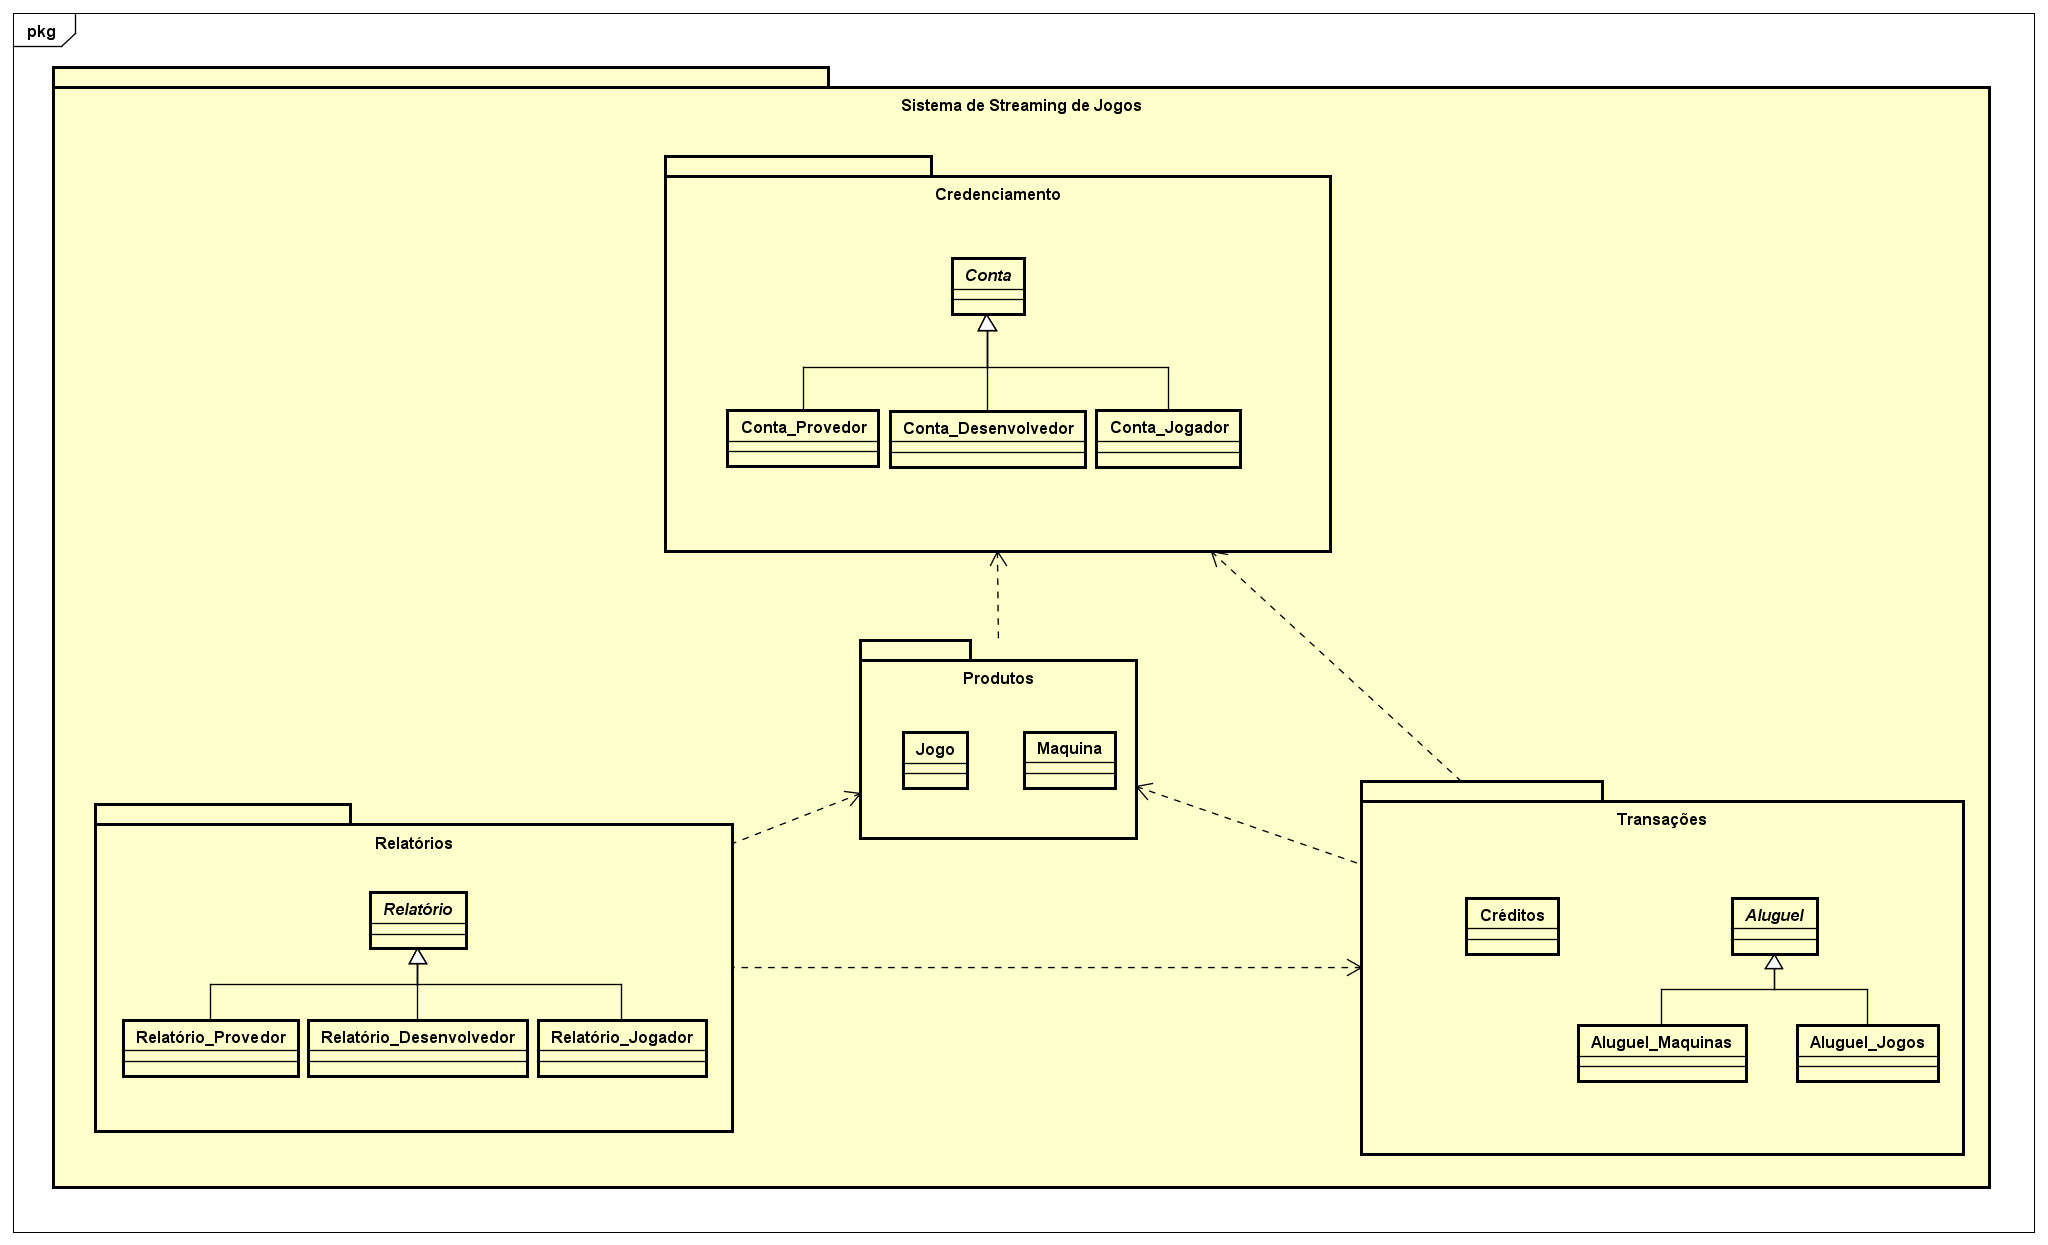 pkg
Sistema de Streaming de Jogos
Credenciamento
Conta
Conta_Provedor
Conta_Desenvolvedor
Conta_Jogador
Produtos
Jogo
Maquina
Relatórios
Relatório
Relatório_Provedor
Relatório_Desenvolvedor
Relatório_Jogador
Transações
Créditos
Aluguel
Aluguel_Maquinas
Aluguel_Jogos